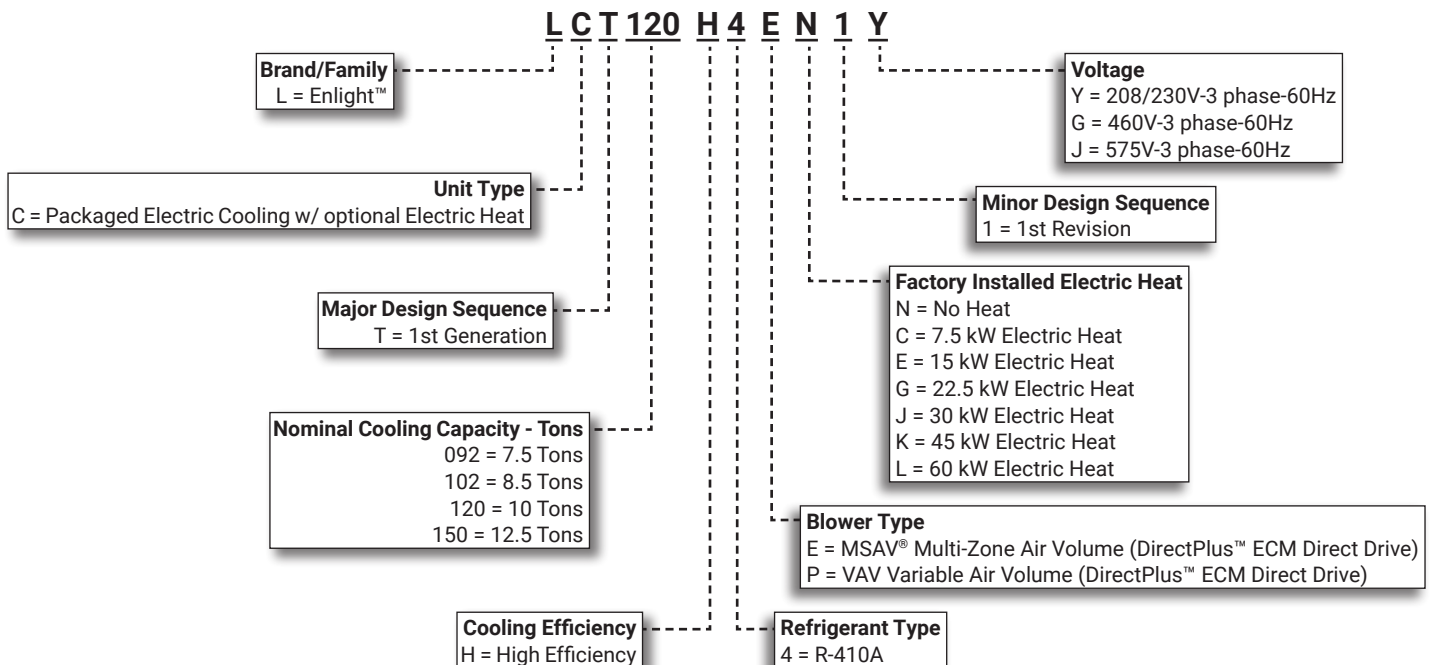 L C T 120 H 4 E N 1 Y
Brand/Family
L = Enlight™
Voltage
Y = 208/230V-3 phase-60Hz
G = 460V-3 phase-60Hz
J = 575V-3 phase-60Hz
Unit Type
C = Packaged Electric Cooling w/ optional Electric Heat
Minor Design Sequence
1 = 1st Revision
Major Design Sequence
T = 1st Generation
Factory Installed Electric Heat
N = No Heat
C = 7.5 kW Electric Heat
E = 15 kW Electric Heat
G = 22.5 kW Electric Heat
J = 30 kW Electric Heat
K = 45 kW Electric Heat
L = 60 kW Electric Heat
Nominal Cooling Capacity - Tons
092 = 7.5 Tons
102 = 8.5 Tons
120 = 10 Tons
150 = 12.5 Tons
Blower Type
E = MSAV® Multi-Zone Air Volume (DirectPlus™ ECM Direct Drive)
P = VAV Variable Air Volume (DirectPlus™ ECM Direct Drive)
Cooling Efficiency
H = High Efficiency
Refrigerant Type
4 = R-410A